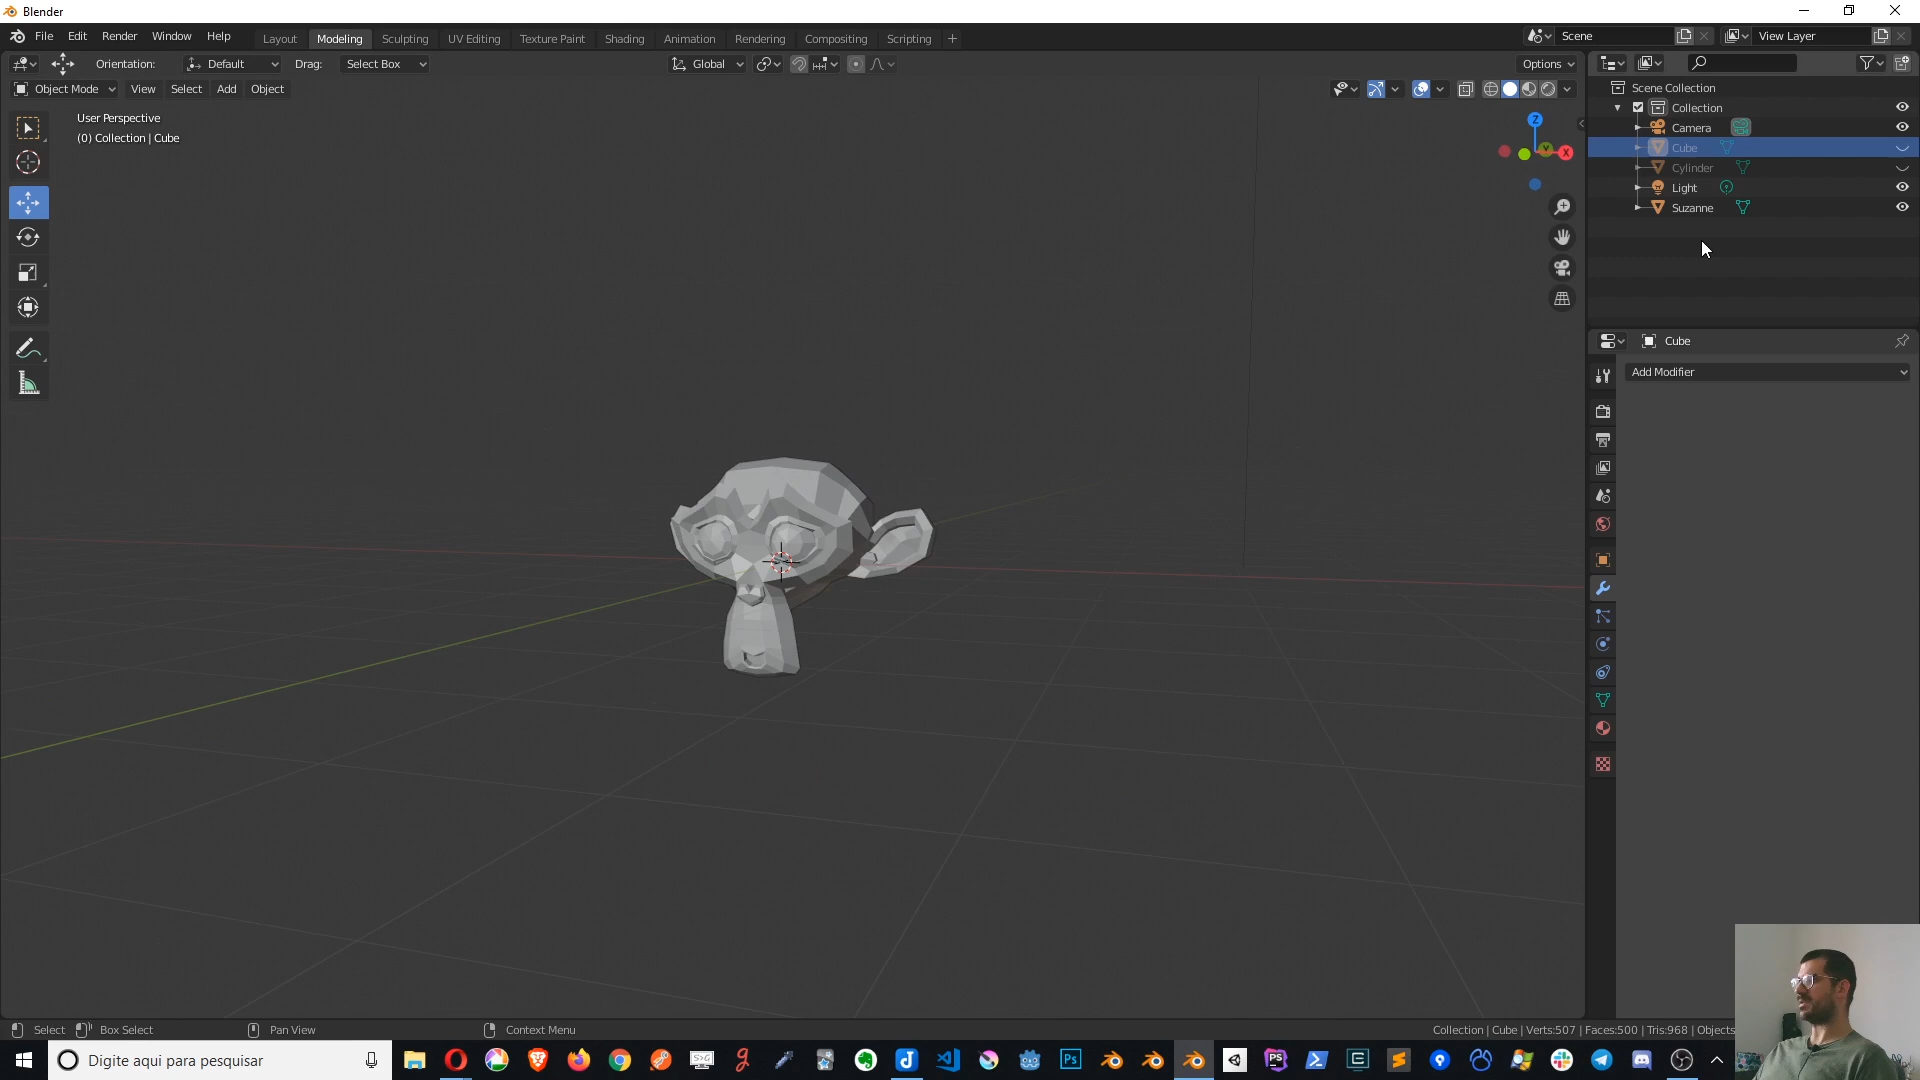 Blender
File Edit Render Window Help
Layout Modeling Sculpting UV Editing Texture Paint Shading Animation Rendering Compositing Scripting +
Scene
View Layer
Orientation: Default Drag: Select Box
Global
Options
Object Mode View Select Add Object
User Perspective
(0) Collection | Cube
Z
Y
X
Scene Collection
Collection
Camera
Cube
Cylinder
Light
Suzanne
Cube
Add Modifier
Select Box Select Pan View Context Menu
Collection | Cube | Verts:507 | Faces:500 | Tris:968 | Objects
Digite aqui para pesquisar